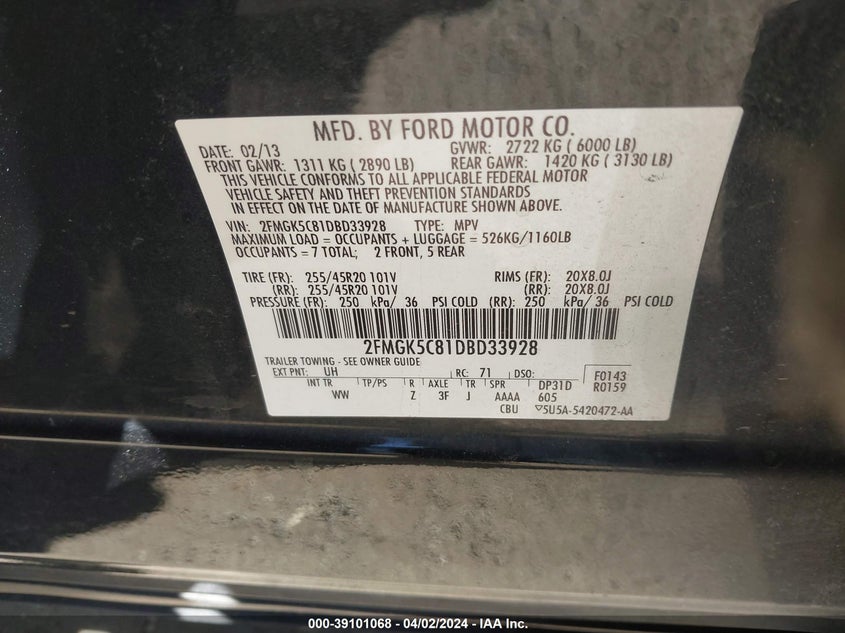 MFD. BY FORD MOTOR CO.
DATE: 02/13 GVWR: 2722 KG ( 6000 LB)
FRONT GAWR: 1311 KG ( 2890 LB) REAR GAWR: 1420 KG ( 3130 LB)
THIS VEHICLE CONFORMS TO ALL APPLICABLE FEDERAL MOTOR
VEHICLE SAFETY AND THEFT PREVENTION STANDARDS
IN EFFECT ON THE DATE OF MANUFACTURE SHOWN ABOVE.
VIN: 2FMGK5C81DBD33928 TYPE: MPV
MAXIMUM LOAD = OCCUPANTS + LUGGAGE = 526KG/1160LB
OCCUPANTS = 7 TOTAL; 2 FRONT, 5 REAR
TIRE (FR): 255/45R20 101V RIMS (FR): 20X8.0J
(RR): 255/45R20 101V (RR): 20X8.0J
PRESSURE (FR): 250 kPa/ 36 PSI COLD (RR): 250 kPa/ 36 PSI COLD
2FMGK5C81DBD33928
TRAILER TOWING - SEE OWNER GUIDE
EXT PNT: UH RC: 71 DSO: F0143
R0159
INT TR TP/PS R AXLE TR SPR DP31D
WW Z 3F J AAAA 605
CBU ▽5U5A-5420472-AA
000-39101068 - 04/02/2024 - IAA Inc.